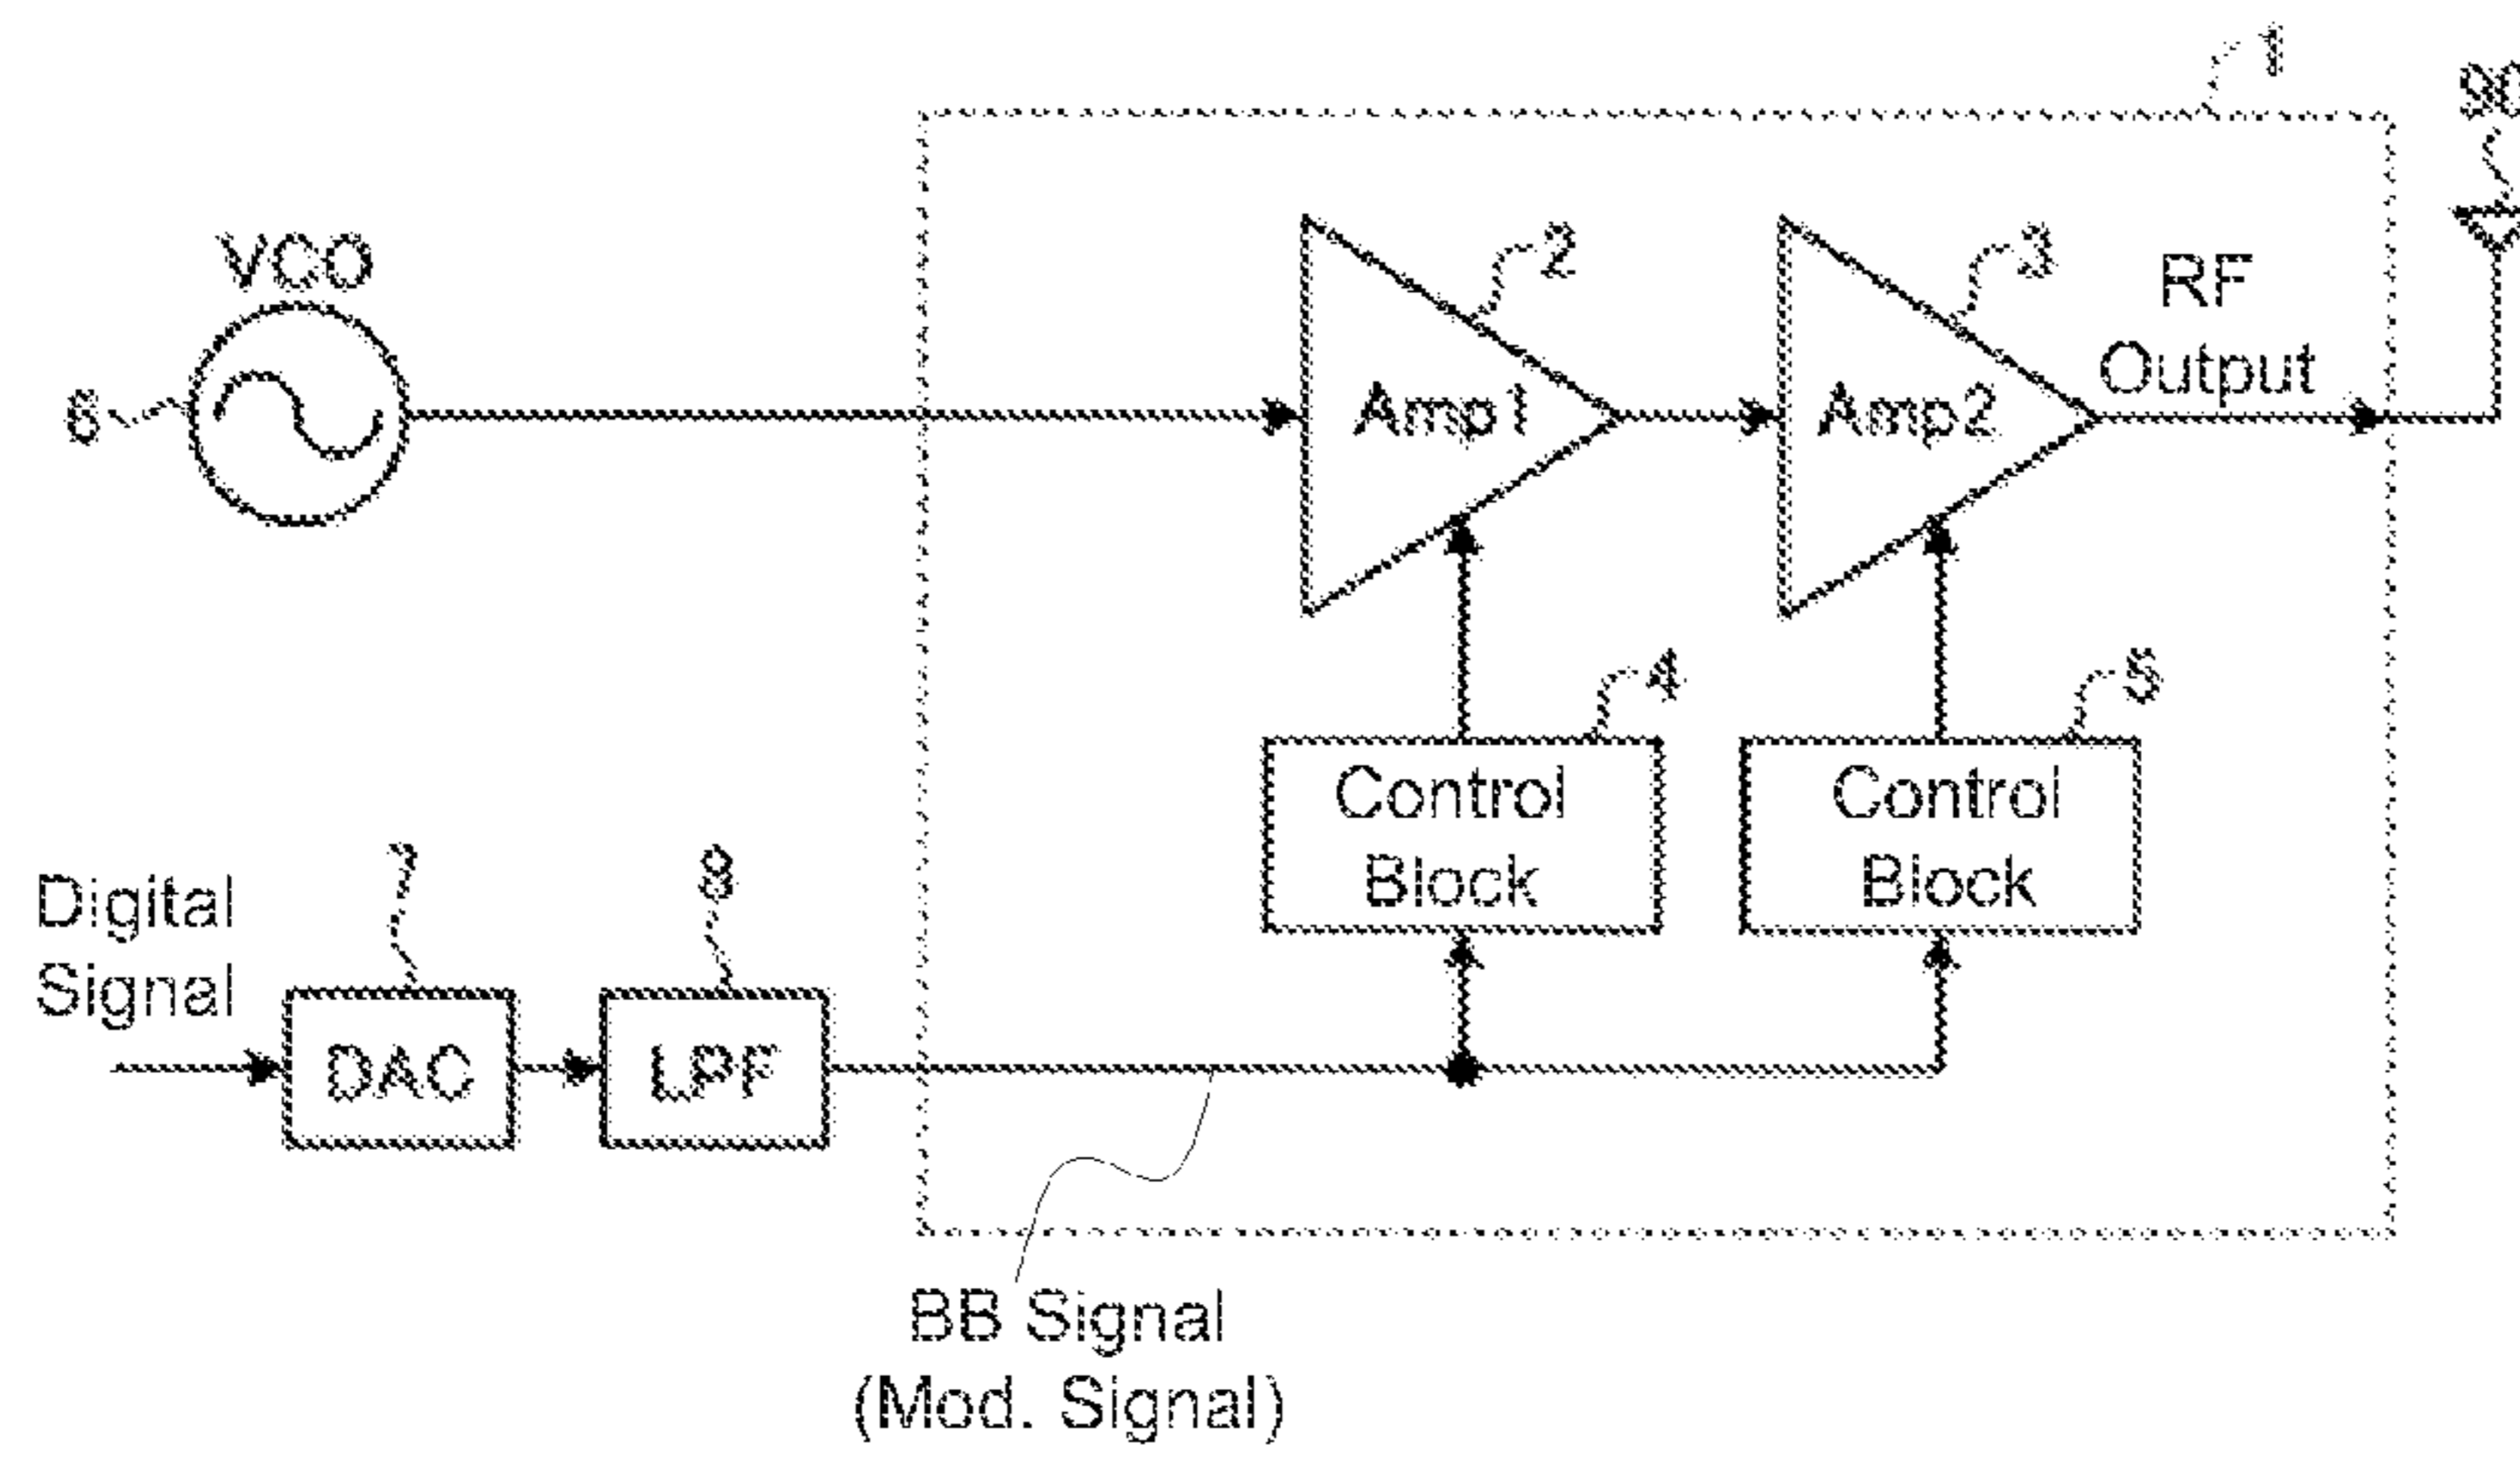 1
90
VCO
2
3
RF
Output
6
Amp1
Amp2
4
5
Control
Block
Control
Block
7
8
Digital
Signal
DAC
LPF
BB Signal
(Mod. Signal)